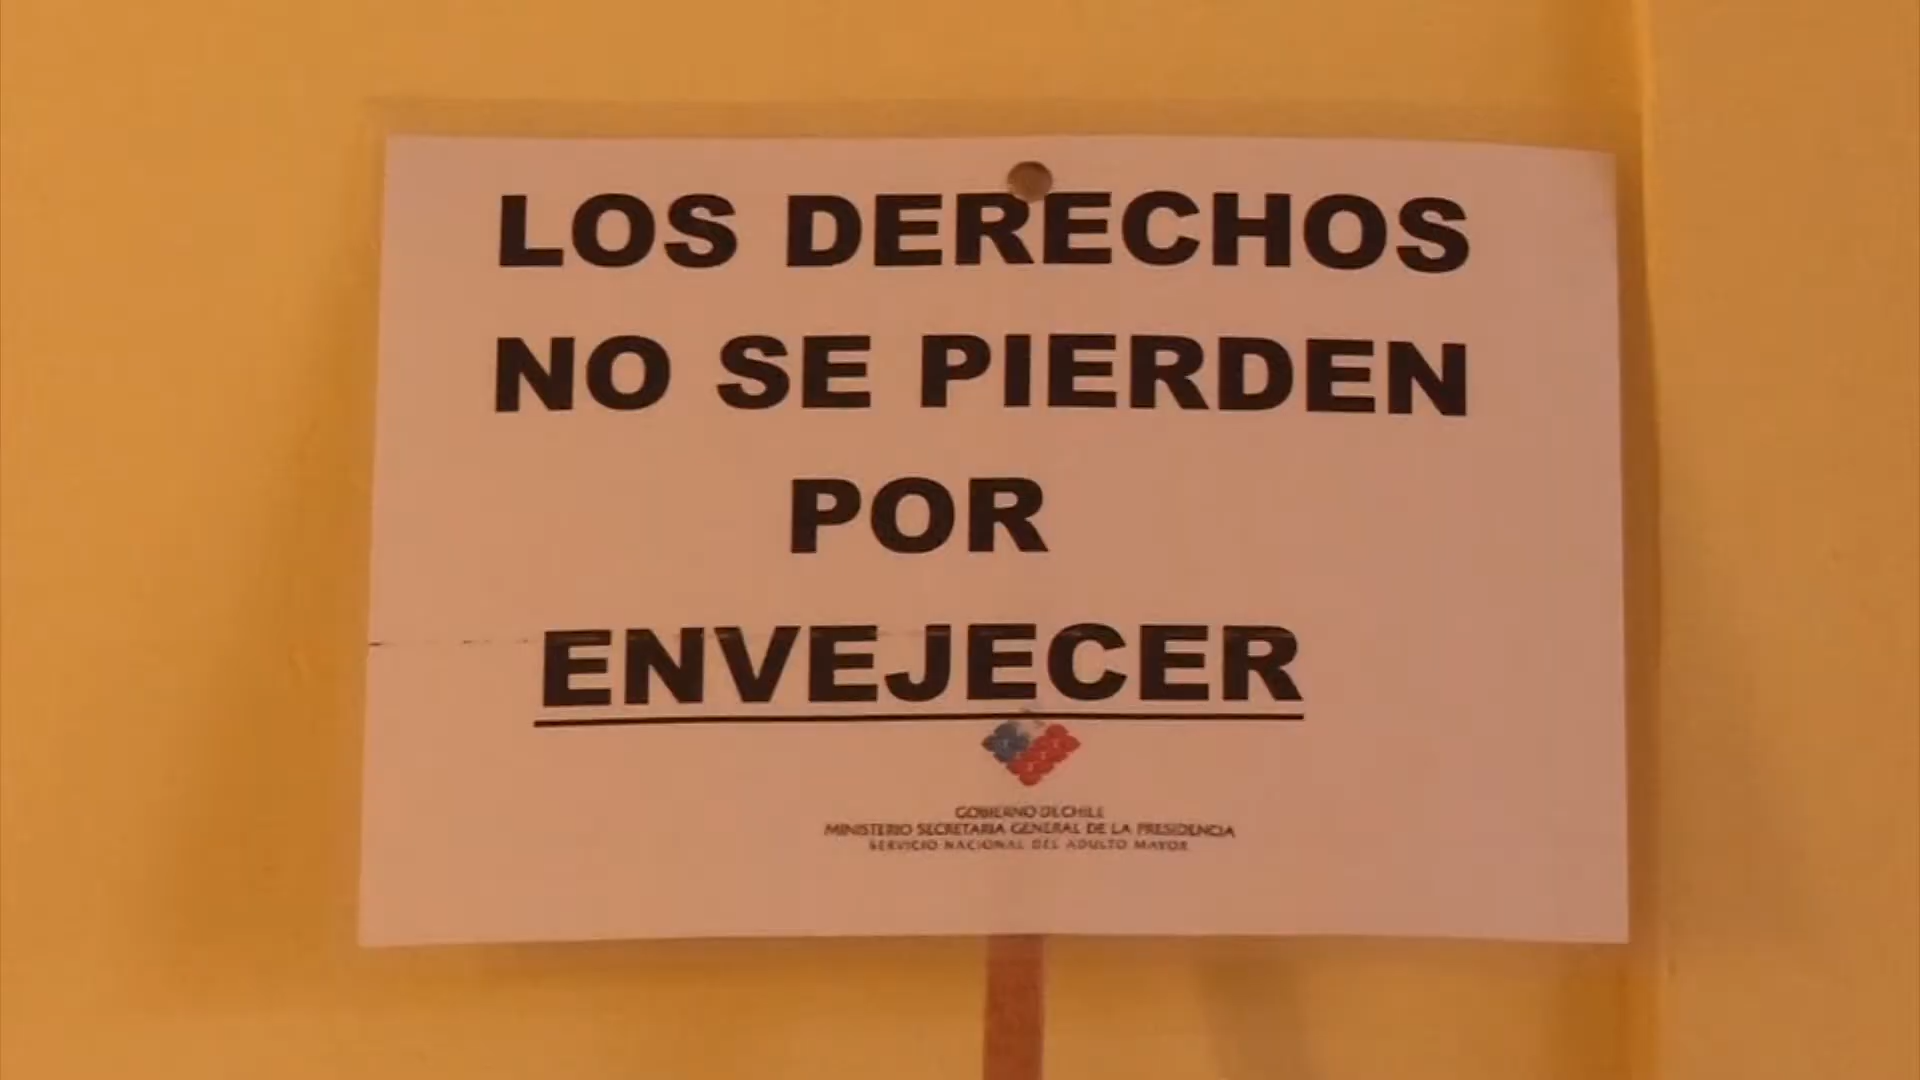 LOS DERECHOS
NO SE PIERDEN
POR
ENVEJECER
GOBIERNO DE CHILE
MINISTERIO SECRETARIA GENERAL DE LA PRESIDENCIA
SERVICIO NACIONAL DEL ADULTO MAYOR